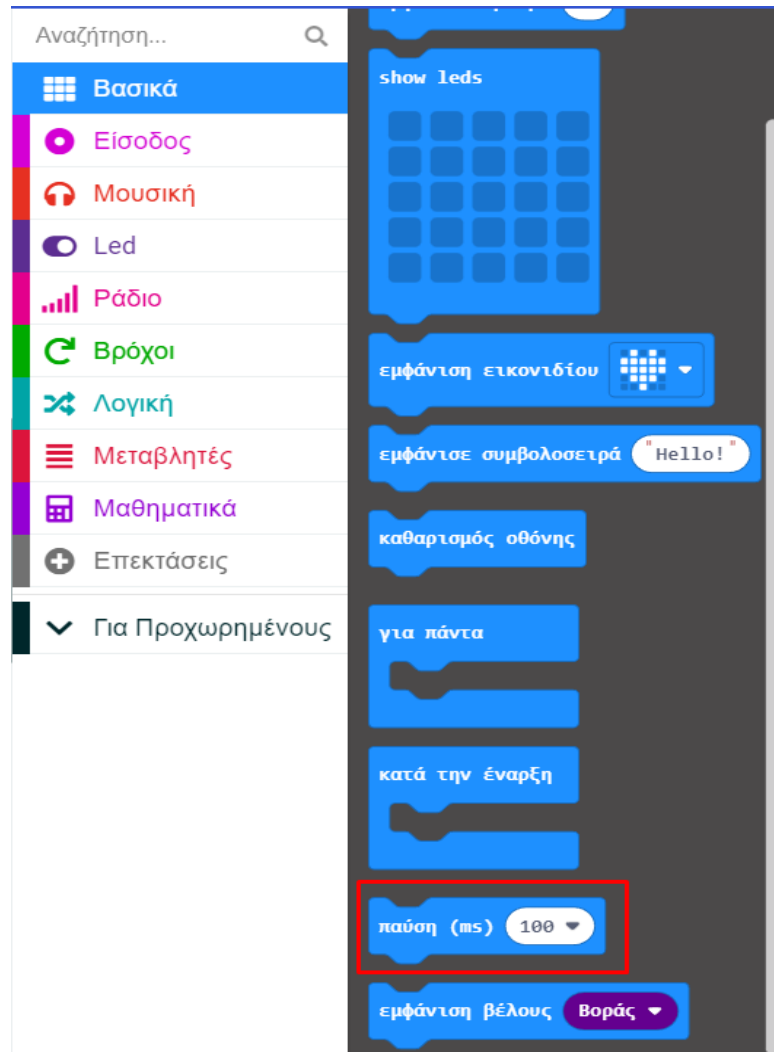 Αναζήτηση...
Βασικά
Είσοδος
Μουσική
Led
Ράδιο
Βρόχοι
Λογική
Μεταβλητές
Μαθηματικά
Επεκτάσεις
Για Προχωρημένους
show leds
εμφάνιση εικονιδίου
εμφάνισε συμβολοσειρά "Hello!"
καθαρισμός οθόνης
για πάντα
κατά την έναρξη
παύση (ms) 100
εμφάνιση βέλους Βοράς